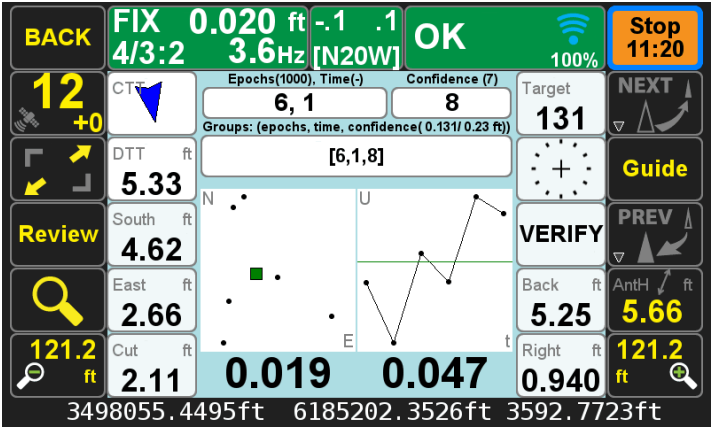 BACK
FIX 0.020 ft
4/3:2 3.6Hz
-.1 .1
[N20W]
OK
100%
Stop
11:20
12
+0
CTT
Epochs(1000), Time(-)
6, 1
Confidence (7)
8
Target
131
NEXT
Groups: (epochs, time, confidence( 0.131/ 0.23 ft))
[6,1,8]
DTT ft
5.33
Guide
Review
South ft
4.62
N
E
U
t
VERIFY
PREV
East ft
2.66
Back ft
5.25
AntH ft
5.66
121.2
ft
Cut ft
2.11
0.019
0.047
Right ft
0.940
121.2
ft
3498055.4495ft 6185202.3526ft 3592.7723ft